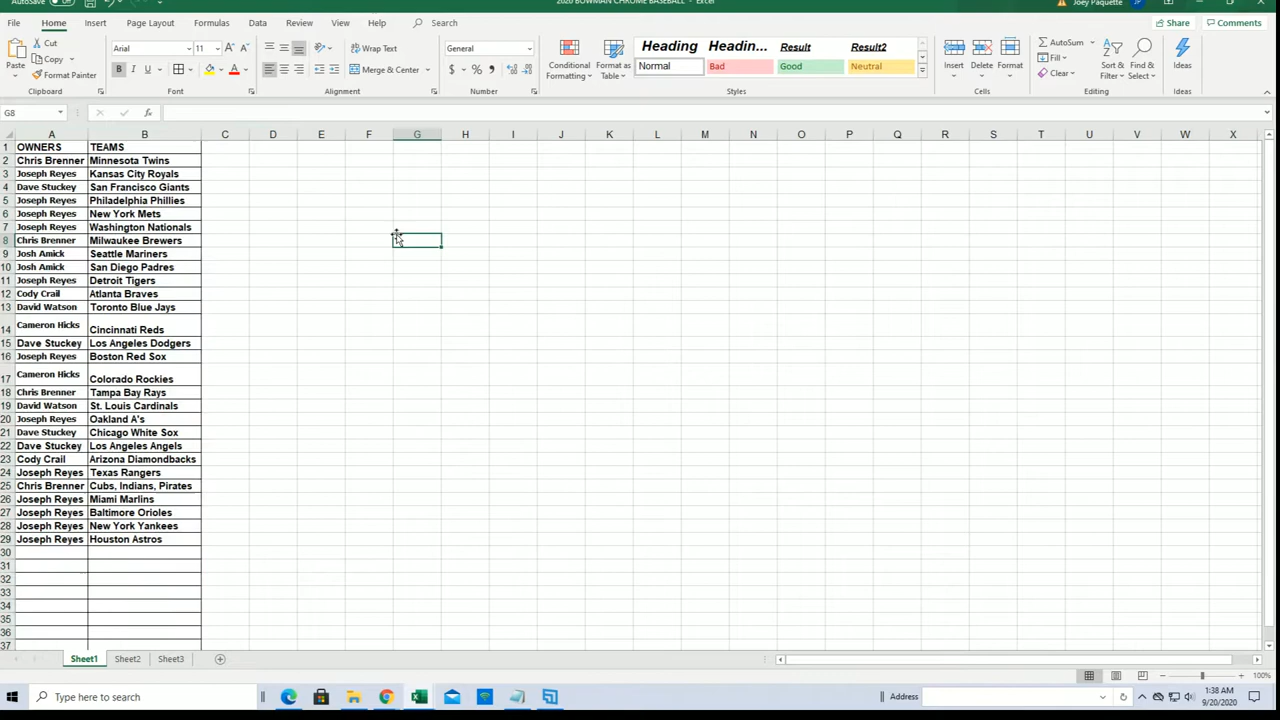 AutoSave Off 2020 BOWMAN CHROME BASEBALL - Excel Joey Paquette JP
File Home Insert Page Layout Formulas Data Review View Help Search Share Comments
Paste Cut Copy Format Painter Clipboard
Arial 11 Font
Wrap Text Merge & Center Alignment
General Number
Conditional Formatting Format as Table
Heading Headin... Result Result2
Normal Bad Good Neutral
Styles
Insert Delete Format Cells
AutoSum Fill Clear Sort & Filter Find & Select Editing
Ideas Ideas
G8
A B C D E F G H I J K L M N O P Q R S T U V W X
1 OWNERS TEAMS
2 Chris Brenner Minnesota Twins
3 Joseph Reyes Kansas City Royals
4 Dave Stuckey San Francisco Giants
5 Joseph Reyes Philadelphia Phillies
6 Joseph Reyes New York Mets
7 Joseph Reyes Washington Nationals
8 Chris Brenner Milwaukee Brewers
9 Josh Amick Seattle Mariners
10 Josh Amick San Diego Padres
11 Joseph Reyes Detroit Tigers
12 Cody Crail Atlanta Braves
13 David Watson Toronto Blue Jays
14 Cameron Hicks Cincinnati Reds
15 Dave Stuckey Los Angeles Dodgers
16 Joseph Reyes Boston Red Sox
17 Cameron Hicks Colorado Rockies
18 Chris Brenner Tampa Bay Rays
19 David Watson St. Louis Cardinals
20 Joseph Reyes Oakland A's
21 Dave Stuckey Chicago White Sox
22 Dave Stuckey Los Angeles Angels
23 Cody Crail Arizona Diamondbacks
24 Joseph Reyes Texas Rangers
25 Chris Brenner Cubs, Indians, Pirates
26 Joseph Reyes Miami Marlins
27 Joseph Reyes Baltimore Orioles
28 Joseph Reyes New York Yankees
29 Joseph Reyes Houston Astros
30
31
32
33
34
35
36
37
Sheet1 Sheet2 Sheet3
100%
Type here to search Address 1:38 AM
9/20/2020